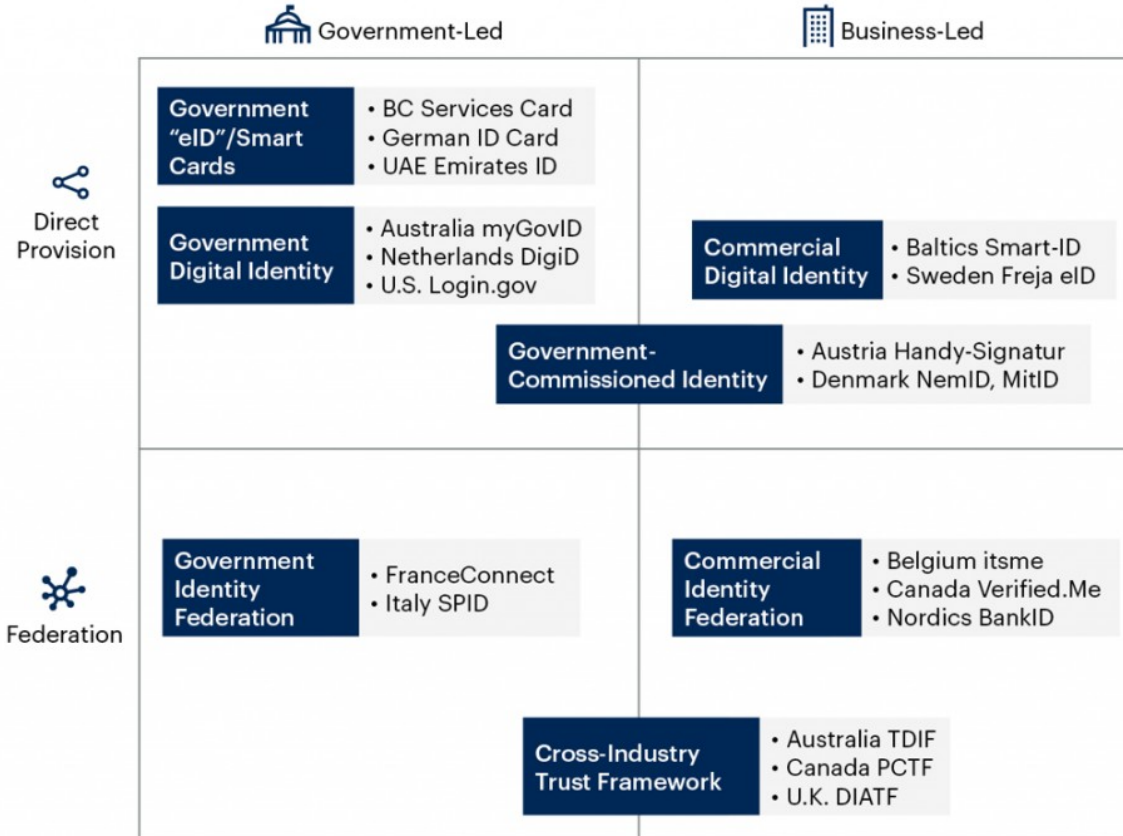 Government-Led
Business-Led
Direct
Provision
Government
“eID”/Smart
Cards
• BC Services Card
• German ID Card
• UAE Emirates ID
Government
Digital Identity
• Australia myGovID
• Netherlands DigiD
• U.S. Login.gov
Commercial
Digital Identity
• Baltics Smart-ID
• Sweden Freja eID
Government-
Commissioned Identity
• Austria Handy-Signatur
• Denmark NemID, MitID
Federation
Government
Identity
Federation
• FranceConnect
• Italy SPID
Commercial
Identity
Federation
• Belgium itsme
• Canada Verified.Me
• Nordics BankID
Cross-Industry
Trust Framework
• Australia TDIF
• Canada PCTF
• U.K. DIATF